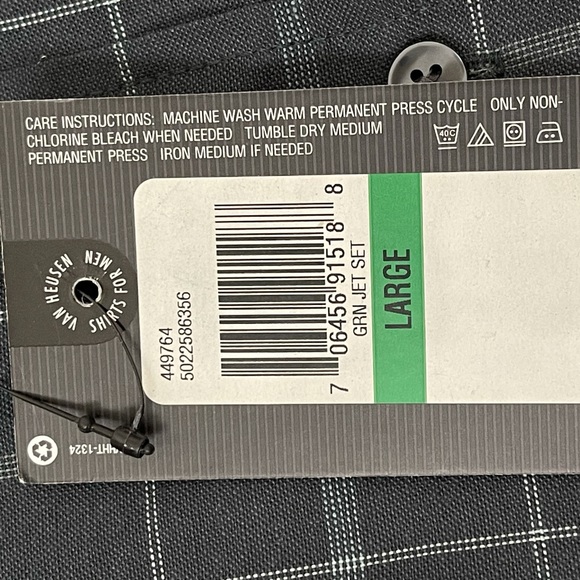 CARE INSTRUCTIONS: MACHINE WASH WARM PERMANENT PRESS CYCLE ONLY NON-
CHLORINE BLEACH WHEN NEEDED TUMBLE DRY MEDIUM
PERMANENT PRESS IRON MEDIUM IF NEEDED
40C
VAN HEUSEN
SHIRTS FOR MEN
449764
5022586356
7 06456 91518 8
GRN JET SET
LARGE